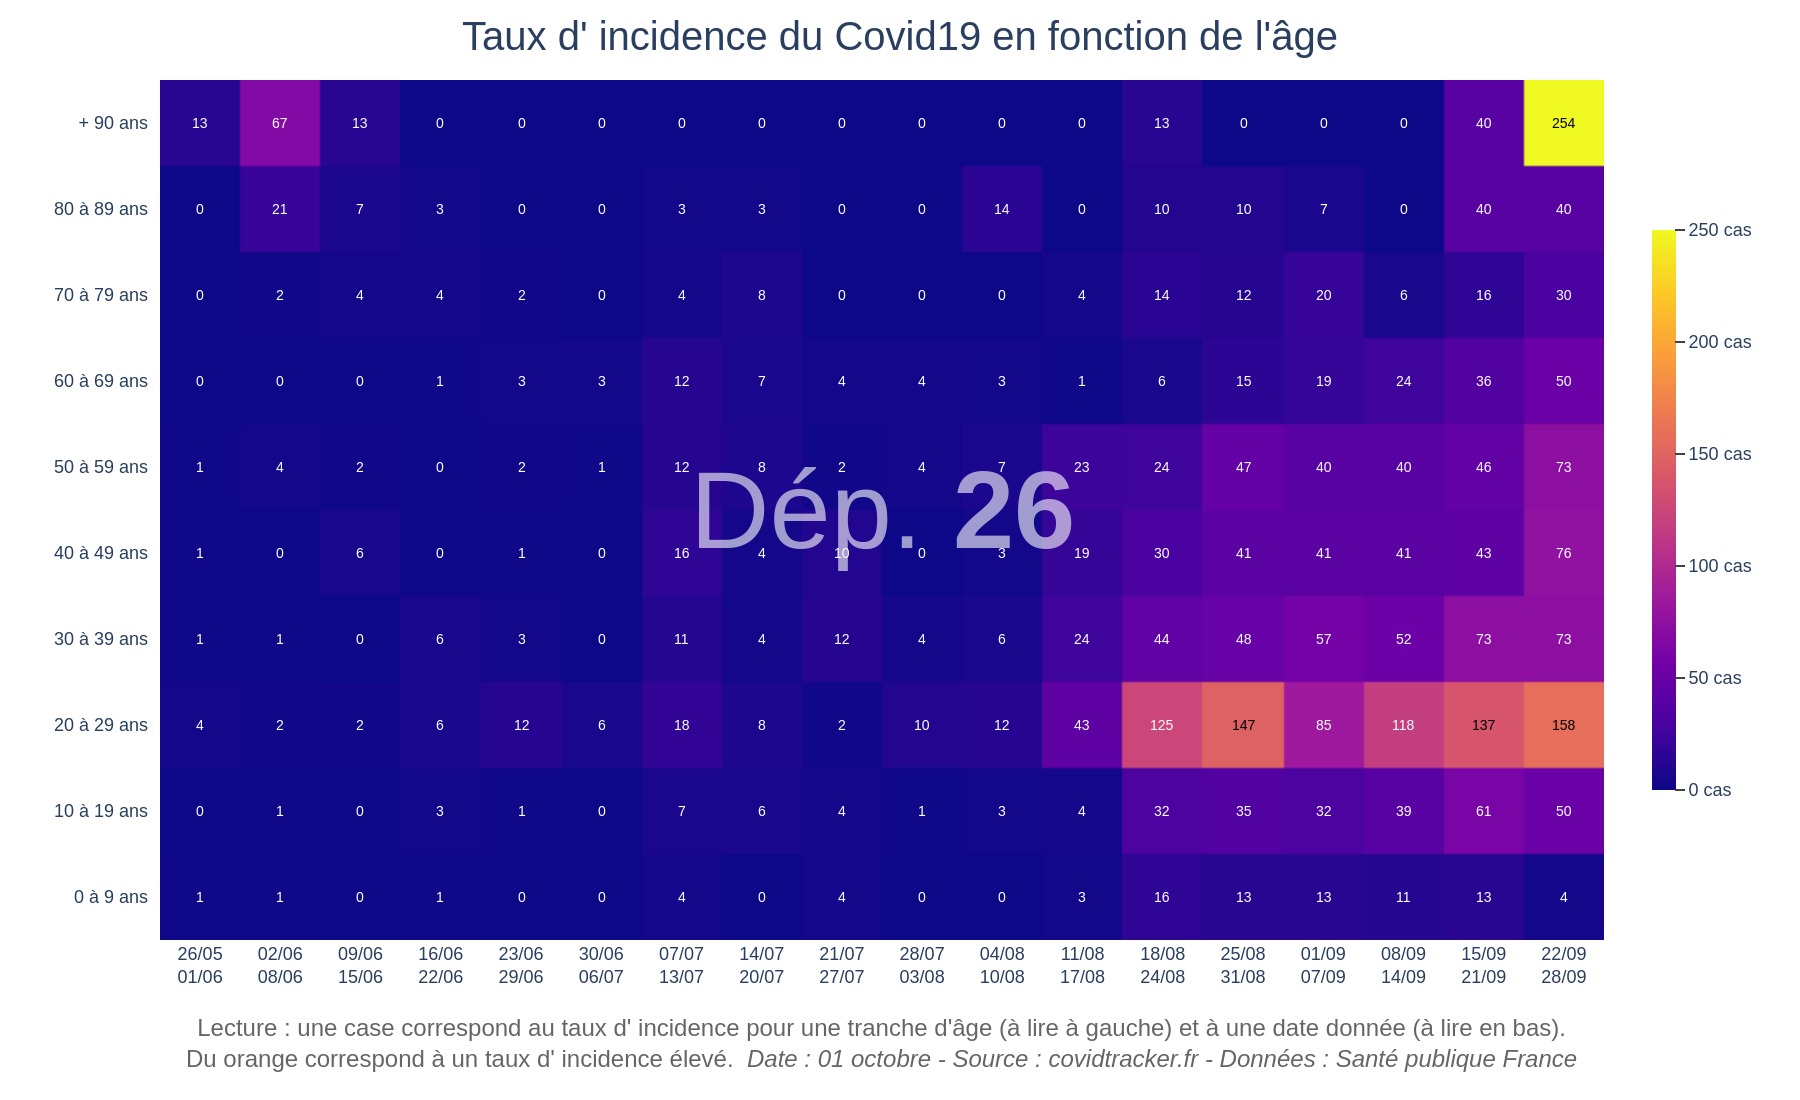 Taux d' incidence du Covid19 en fonction de l'âge
+ 90 ans 13 67 13 0 0 0 0 0 0 0 0 0 13 0 0 0 40 254
80 à 89 ans 0 21 7 3 0 0 3 3 0 0 14 0 10 10 7 0 40 40
250 cas
70 à 79 ans 0 2 4 4 2 0 4 8 0 0 0 4 14 12 20 6 16 30
200 cas
60 à 69 ans 0 0 0 1 3 3 12 7 4 4 3 1 6 15 19 24 36 50
150 cas
50 à 59 ans 1 4 2 0 2 1 12 8 2 4 7 23 24 47 40 40 46 73
Dép. 26
40 à 49 ans 1 0 6 0 1 0 16 4 10 0 3 19 30 41 41 41 43 76
100 cas
30 à 39 ans 1 1 0 6 3 0 11 4 12 4 6 24 44 48 57 52 73 73
50 cas
20 à 29 ans 4 2 2 6 12 6 18 8 2 10 12 43 125 147 85 118 137 158
0 cas
10 à 19 ans 0 1 0 3 1 0 7 6 4 1 3 4 32 35 32 39 61 50
0 à 9 ans 1 1 0 1 0 0 4 0 4 0 0 3 16 13 13 11 13 4
26/05 02/06 09/06 16/06 23/06 30/06 07/07 14/07 21/07 28/07 04/08 11/08 18/08 25/08 01/09 08/09 15/09 22/09
01/06 08/06 15/06 22/06 29/06 06/07 13/07 20/07 27/07 03/08 10/08 17/08 24/08 31/08 07/09 14/09 21/09 28/09
Lecture : une case correspond au taux d' incidence pour une tranche d'âge (à lire à gauche) et à une date donnée (à lire en bas).
Du orange correspond à un taux d' incidence élevé. Date : 01 octobre - Source : covidtracker.fr - Données : Santé publique France